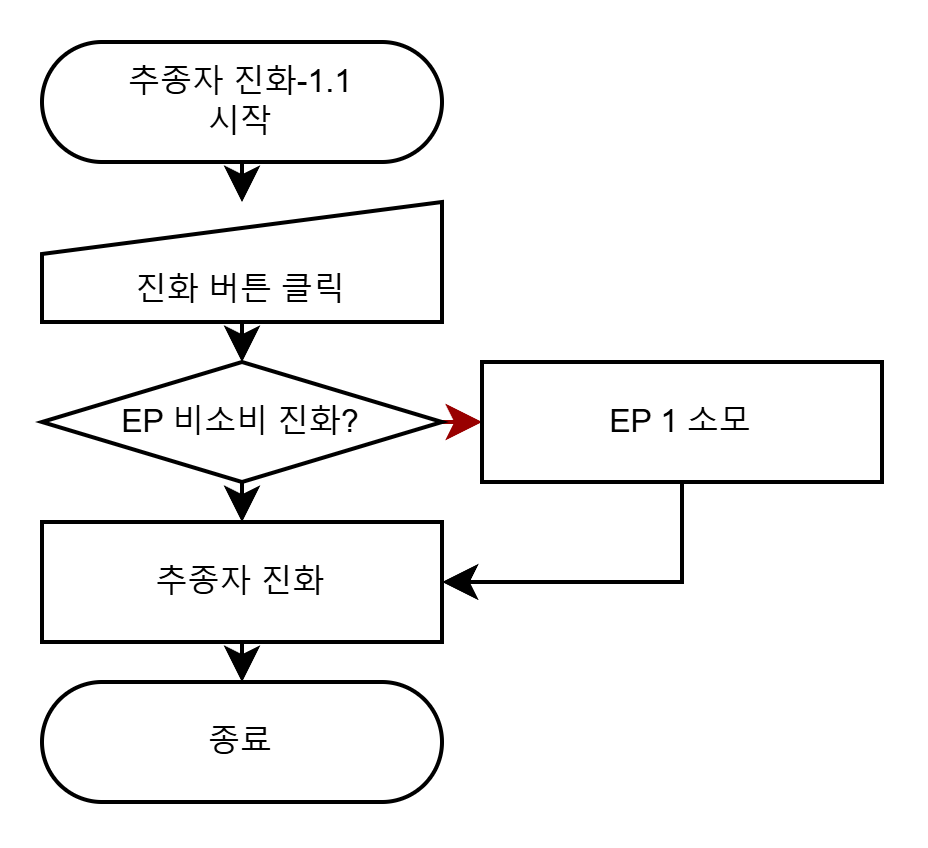 추종자 진화-1.1
시작
진화 버튼 클릭
EP 비소비 진화?
EP 1 소모
추종자 진화
종료